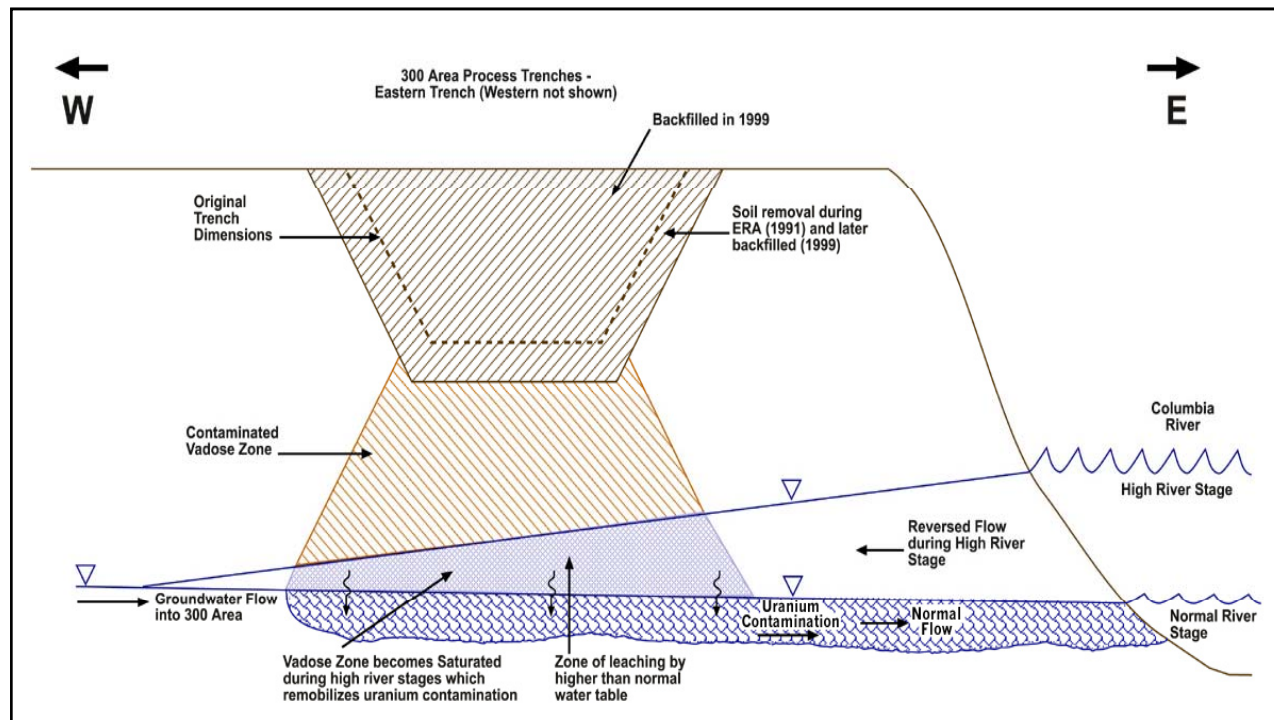 W
300 Area Process Trenches -
Eastern Trench (Western not shown)
E
Backfilled in 1999
Original
Trench
Dimensions
Soil removal during
ERA (1991) and later
backfilled (1999)
Contaminated
Vadose Zone
Columbia
River
High River Stage
Reversed Flow
during High River
Stage
Groundwater Flow
into 300 Area
Uranium
Contamination
Normal
Flow
Normal River
Stage
Vadose Zone becomes Saturated
during high river stages which
remobilizes uranium contamination
Zone of leaching by
higher than normal
water table